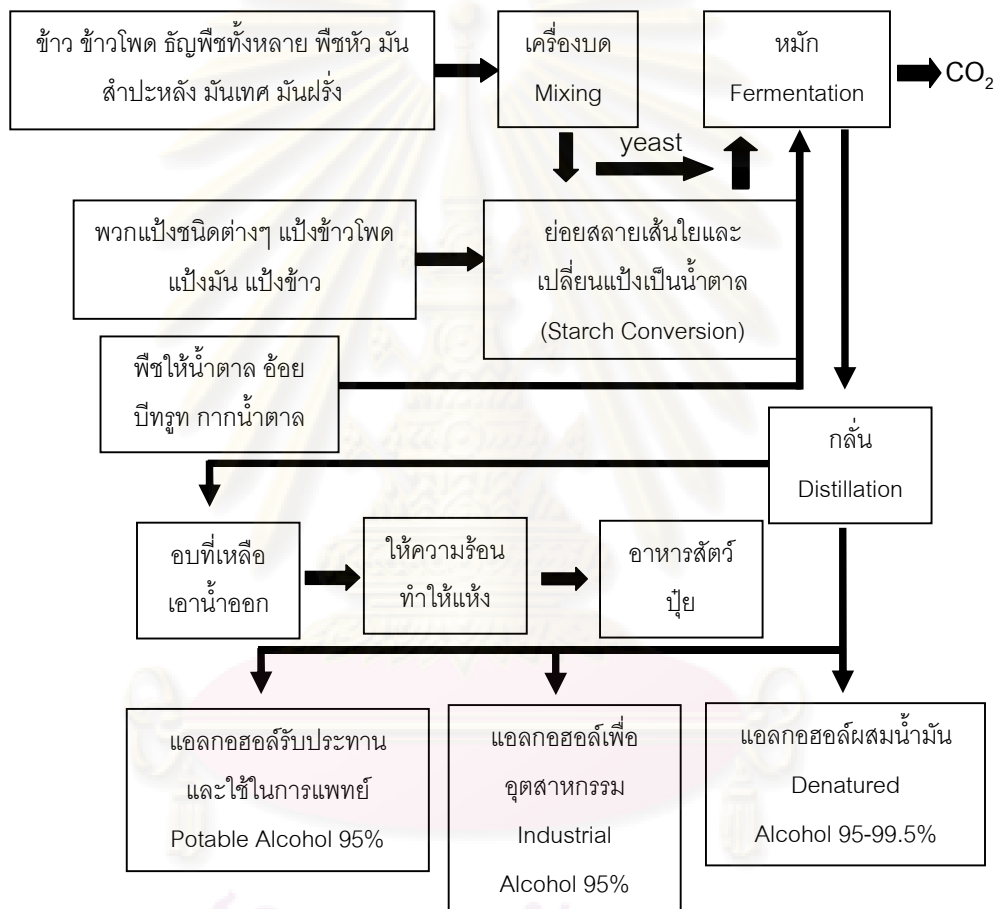 ข้าว ข้าวโพด ธัญพืชทั้งหลาย พืชหัว มัน
สำปะหลัง มันเทศ มันฝรั่ง
เครื่องบด
Mixing
หมัก
Fermentation
CO₂
yeast
พวกแป้งชนิดต่างๆ แป้งข้าวโพด
แป้งมัน แป้งข้าว
ย่อยสลายเส้นใยและ
เปลี่ยนแป้งเป็นน้ำตาล
(Starch Conversion)
พืชให้น้ำตาล อ้อย
บีทรูท กากน้ำตาล
กลั่น
Distillation
อบที่เหลือ
เอาน้ำออก
ให้ความร้อน
ทำให้แห้ง
อาหารสัตว์
ปุ๋ย
แอลกอฮอล์รับประทาน
และใช้ในการแพทย์
Potable Alcohol 95%
แอลกอฮอล์เพื่อ
อุตสาหกรรม
Industrial
Alcohol 95%
แอลกอฮอล์ผสมน้ำมัน
Denatured
Alcohol 95-99.5%